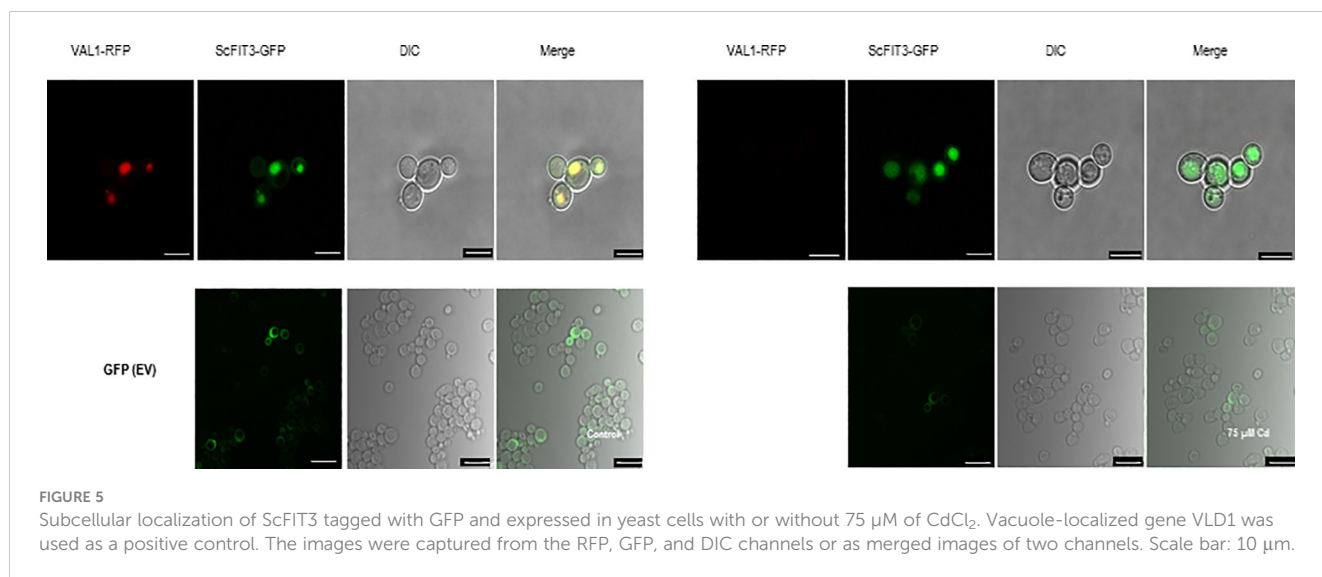 VAL1-RFP ScFIT3-GFP DIC Merge VAL1-RFP ScFIT3-GFP DIC Merge
GFP (EV)
Control
75 µM Cd
FIGURE 5
Subcellular localization of ScFIT3 tagged with GFP and expressed in yeast cells with or without 75 µM of CdCl₂. Vacuole-localized gene VLD1 was
used as a positive control. The images were captured from the RFP, GFP, and DIC channels or as merged images of two channels. Scale bar: 10 µm.